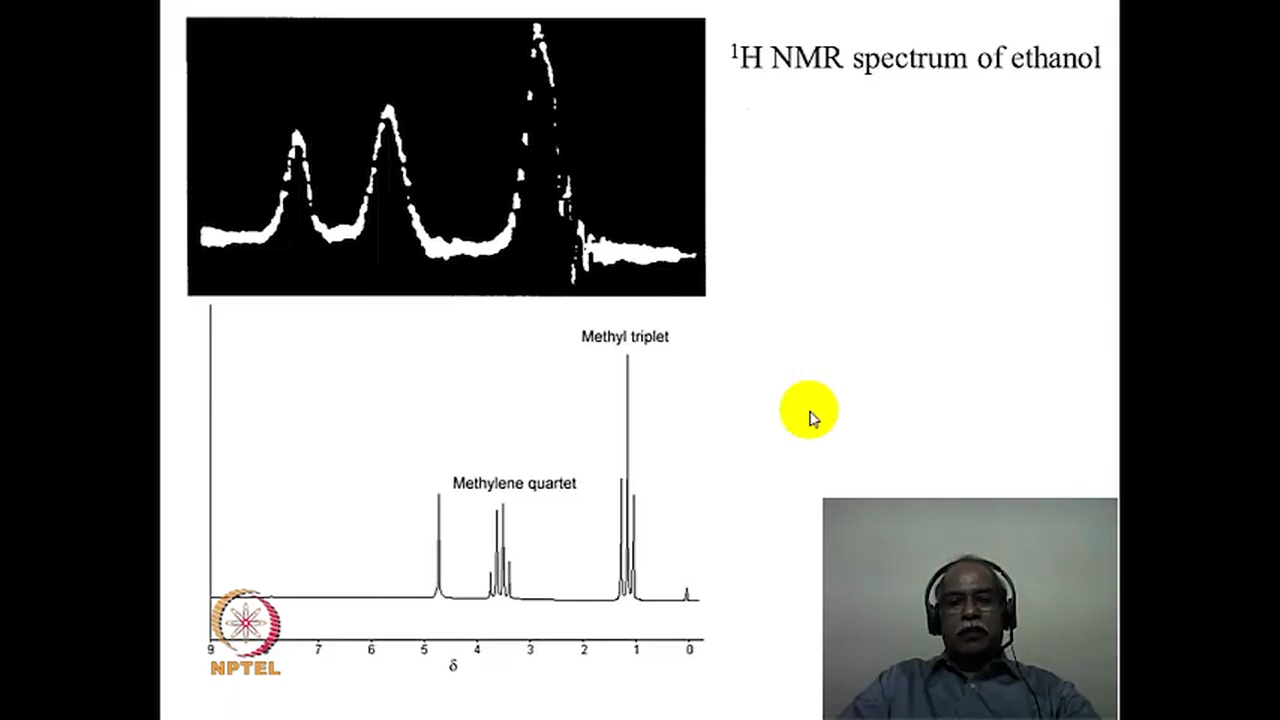 ¹H NMR spectrum of ethanol
Methyl triplet
Methylene quartet
9 7 6 5 4 3 2 1 0
δ
NPTEL